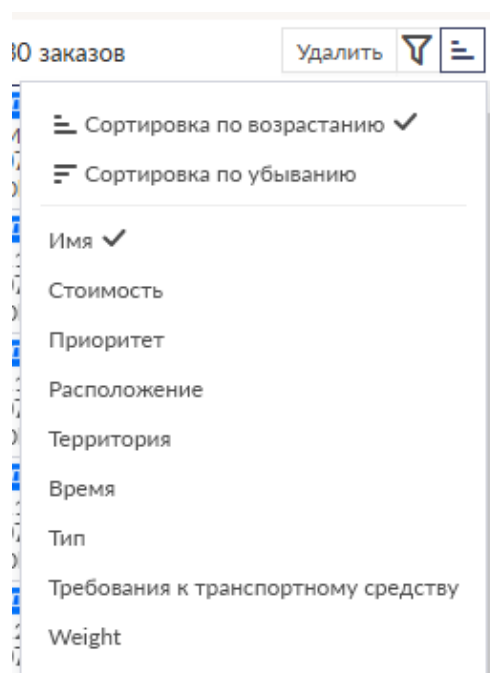 30 заказов Удалить
Сортировка по возрастанию
Сортировка по убыванию
Имя
Стоимость
Приоритет
Расположение
Территория
Время
Тип
Требования к транспортному средству
Weight